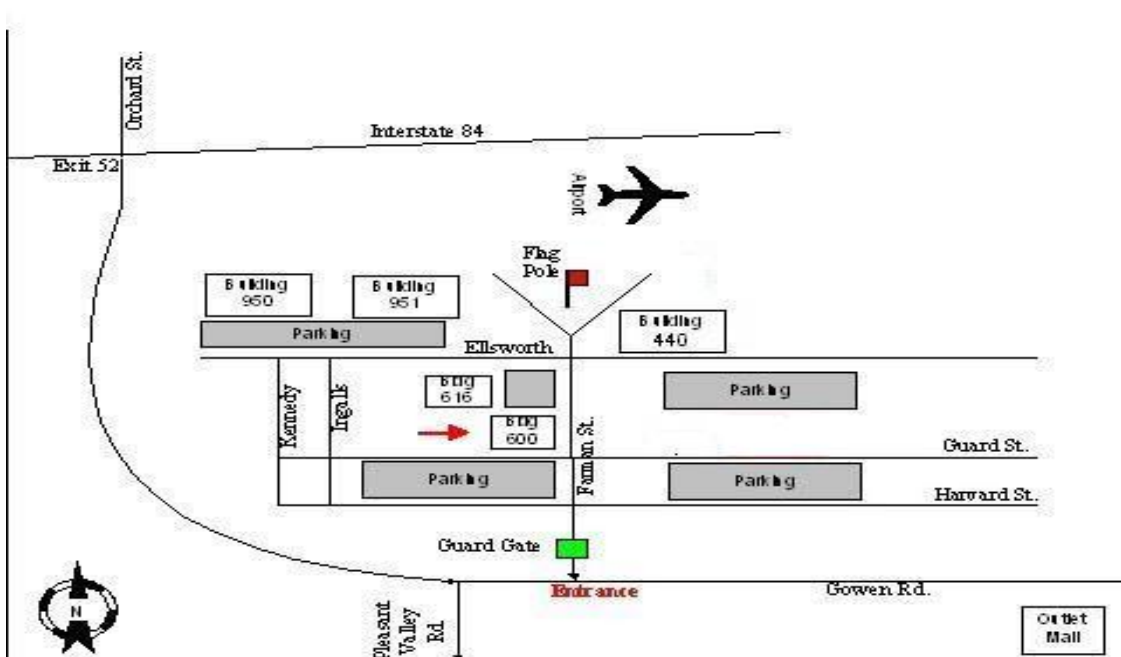 Orchard St.
Interstate 84
Exit 52
Airport
Flag
Pole
Building
950
Building
951
Parking
Building
440
Ellsworth
Kennedy
Ingalls
Bldg
616
Parking
Bldg
600
Farman St.
Guard St.
Parking
Parking
Harvard St.
Guard Gate
Entrance
Gowen Rd.
Pleasant
Valley
Rd.
N
Outlet
Mall